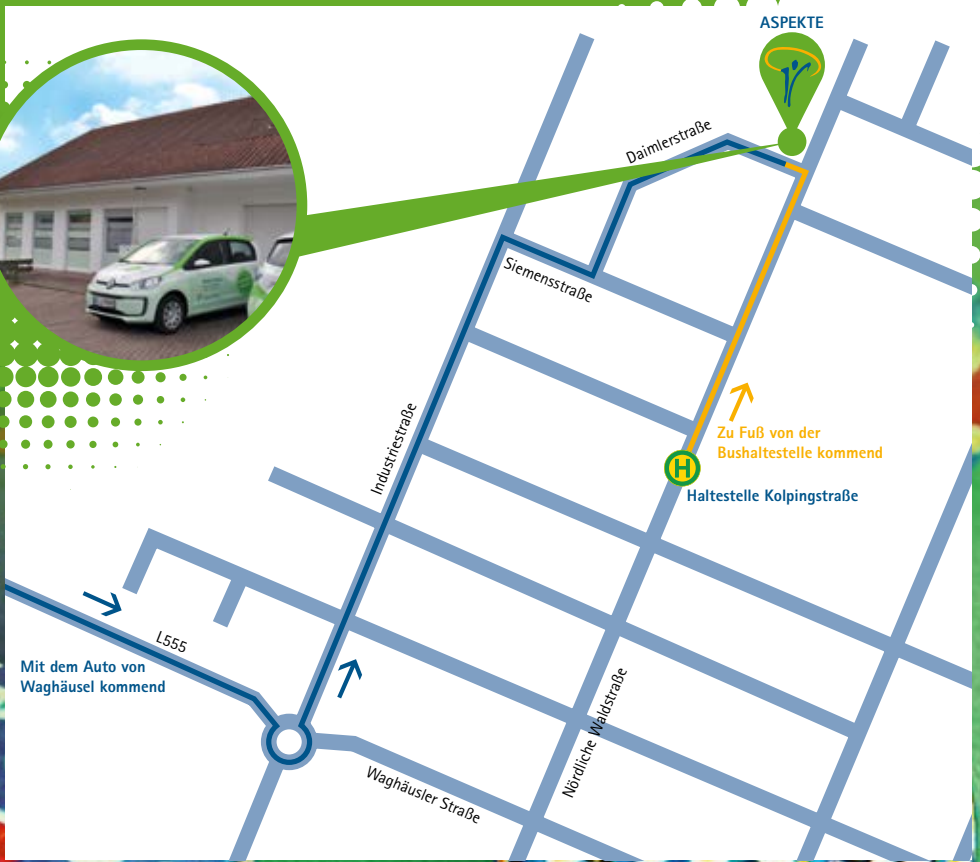 ASPEKTE
Daimlerstraße
Siemensstraße
Industriestraße
Zu Fuß von der
Bushaltestelle kommend
H
Haltestelle Kolpingstraße
L555
Mit dem Auto von
Waghäusel kommend
Nördliche Waldstraße
Waghäusler Straße